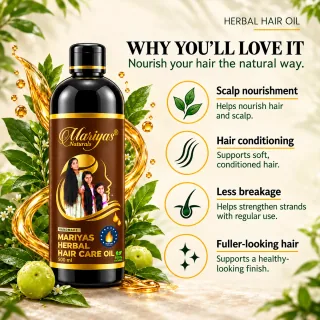 HERBAL HAIR OIL
WHY YOU'LL LOVE IT
Nourish your hair the natural way.
Scalp nourishment
Helps nourish hair
and scalp.
Hair conditioning
Supports soft,
conditioned hair.
Less breakage
Helps strengthen strands
with regular use.
Fuller-looking hair
Supports a healthy-
looking finish.
Mariyas
Naturals
MARIYAS
HERBAL
HAIR CARE OIL
500 ml